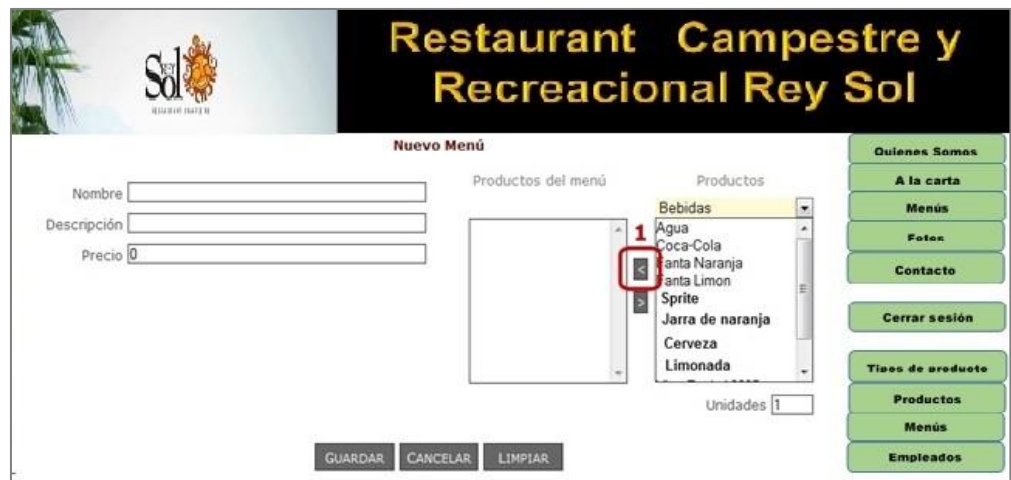 REY
Sol
Restaurant Campestre y
Recreacional Rey Sol
Nuevo Menú
Nombre
Descripción
Precio 0
Productos del menú
Productos
Bebidas
Agua
Coca-Cola
Fanta Naranja
Fanta Limon
Sprite
Jarra de naranja
Cerveza
Limonada
1
<
>
Unidades 1
GUARDAR CANCELAR LIMPIAR
Quienes Somos
A la carta
Menús
Fotos
Contacto
Cerrar sesión
Tipos de producto
Productos
Menús
Empleados